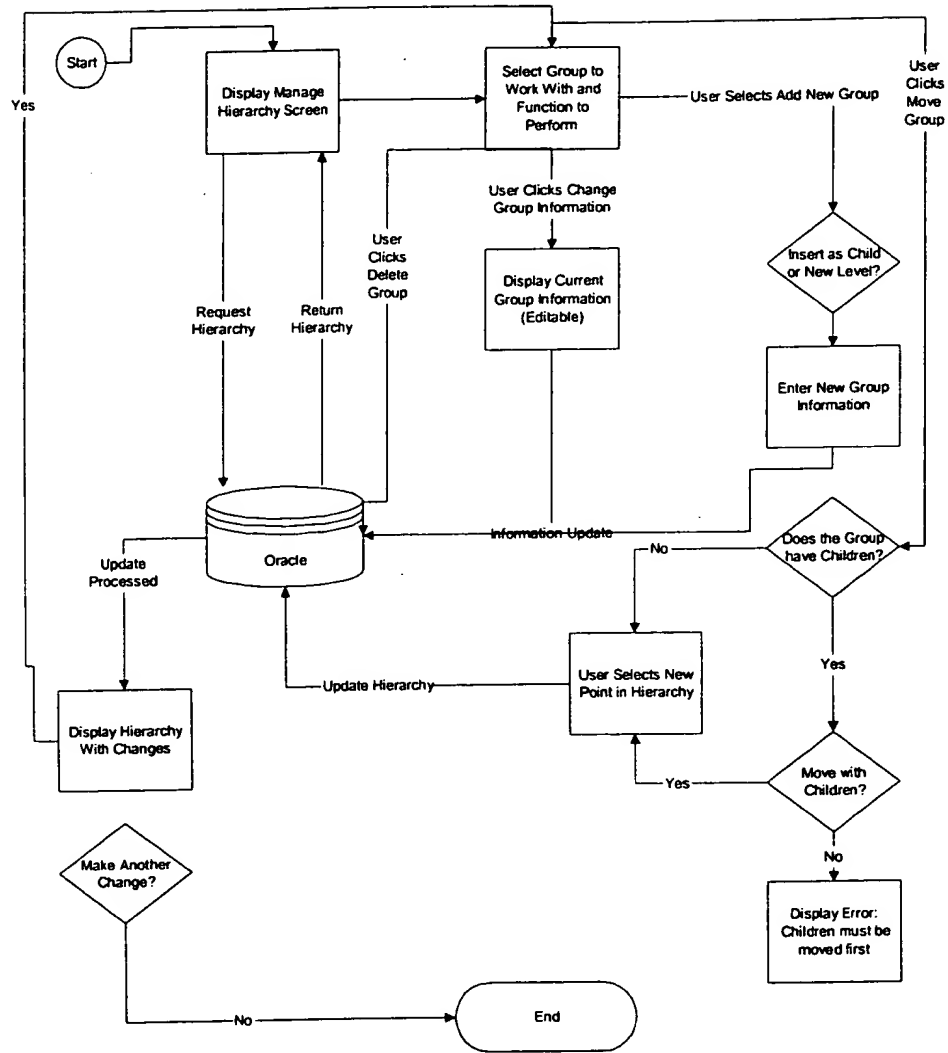 Start
Yes
Display Manage
Hierarchy Screen
Select Group to
Work With and
Function to
Perform
User Selects Add New Group
User
Clicks
Move
Group
User Clicks Change
Group Information
User
Clicks
Delete
Group
Insert as Child
or New Level?
Display Current
Group Information
(Editable)
Request
Hierarchy
Return
Hierarchy
Enter New Group
Information
Oracle
Information Update
Does the Group
have Children?
No
Update
Processed
Yes
User Selects New
Point in Hierarchy
Update Hierarchy
Display Hierarchy
With Changes
Move with
Children?
Yes
No
Make Another
Change?
Display Error:
Children must be
moved first
No
End